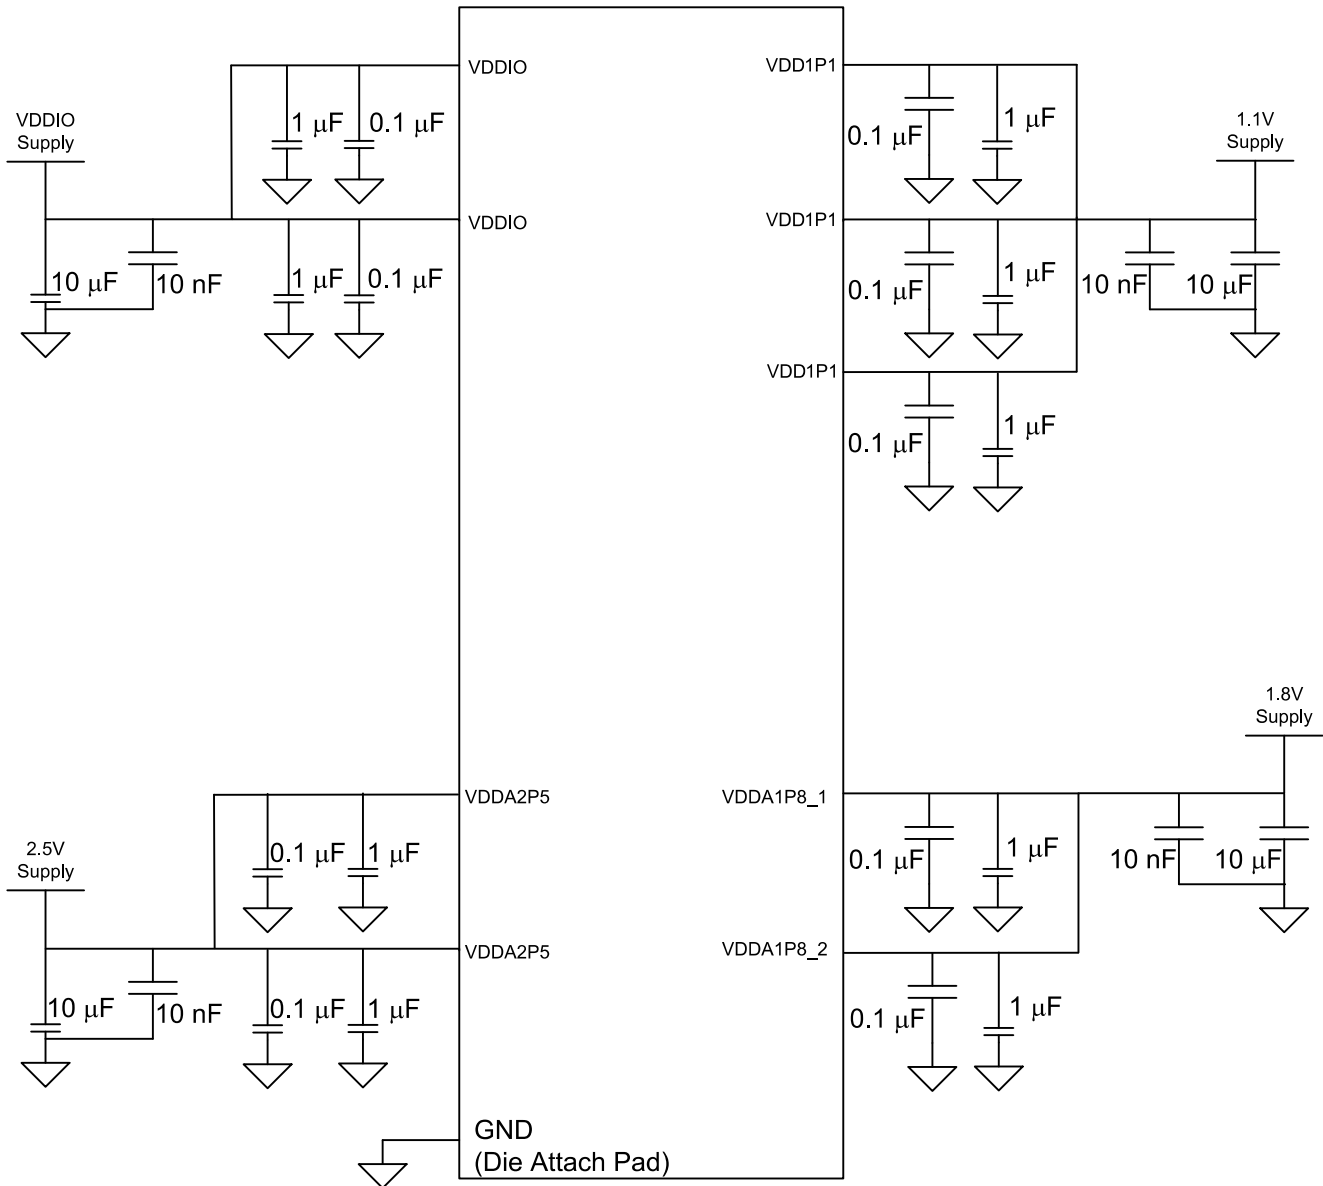 VDDIO
1 µF
0.1 µF
VDDIO
Supply
VDDIO
10 µF
10 nF
1 µF
0.1 µF
VDD1P1
0.1 µF
1 µF
1.1V
Supply
VDD1P1
0.1 µF
1 µF
10 nF
10 µF
VDD1P1
0.1 µF
1 µF
VDDA2P5
0.1 µF
1 µF
2.5V
Supply
VDDA2P5
10 µF
10 nF
0.1 µF
1 µF
1.8V
Supply
VDDA1P8_1
0.1 µF
1 µF
10 nF
10 µF
VDDA1P8_2
0.1 µF
1 µF
GND
(Die Attach Pad)